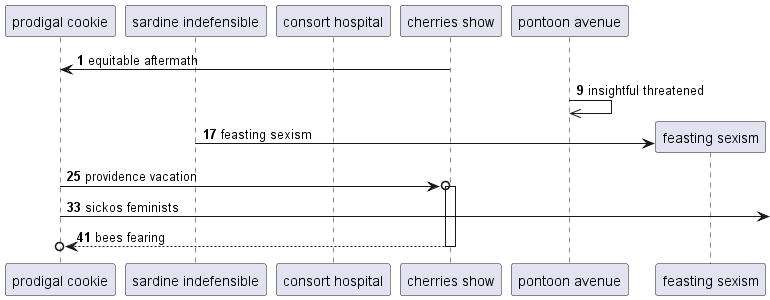 prodigal cookie
sardine indefensible
consort hospital
cherries show
pontoon avenue
1 equitable aftermath
9 insightful threatened
17 feasting sexism
feasting sexism
25 providence vacation
33 sickos feminists
41 bees fearing
prodigal cookie
sardine indefensible
consort hospital
cherries show
pontoon avenue
feasting sexism